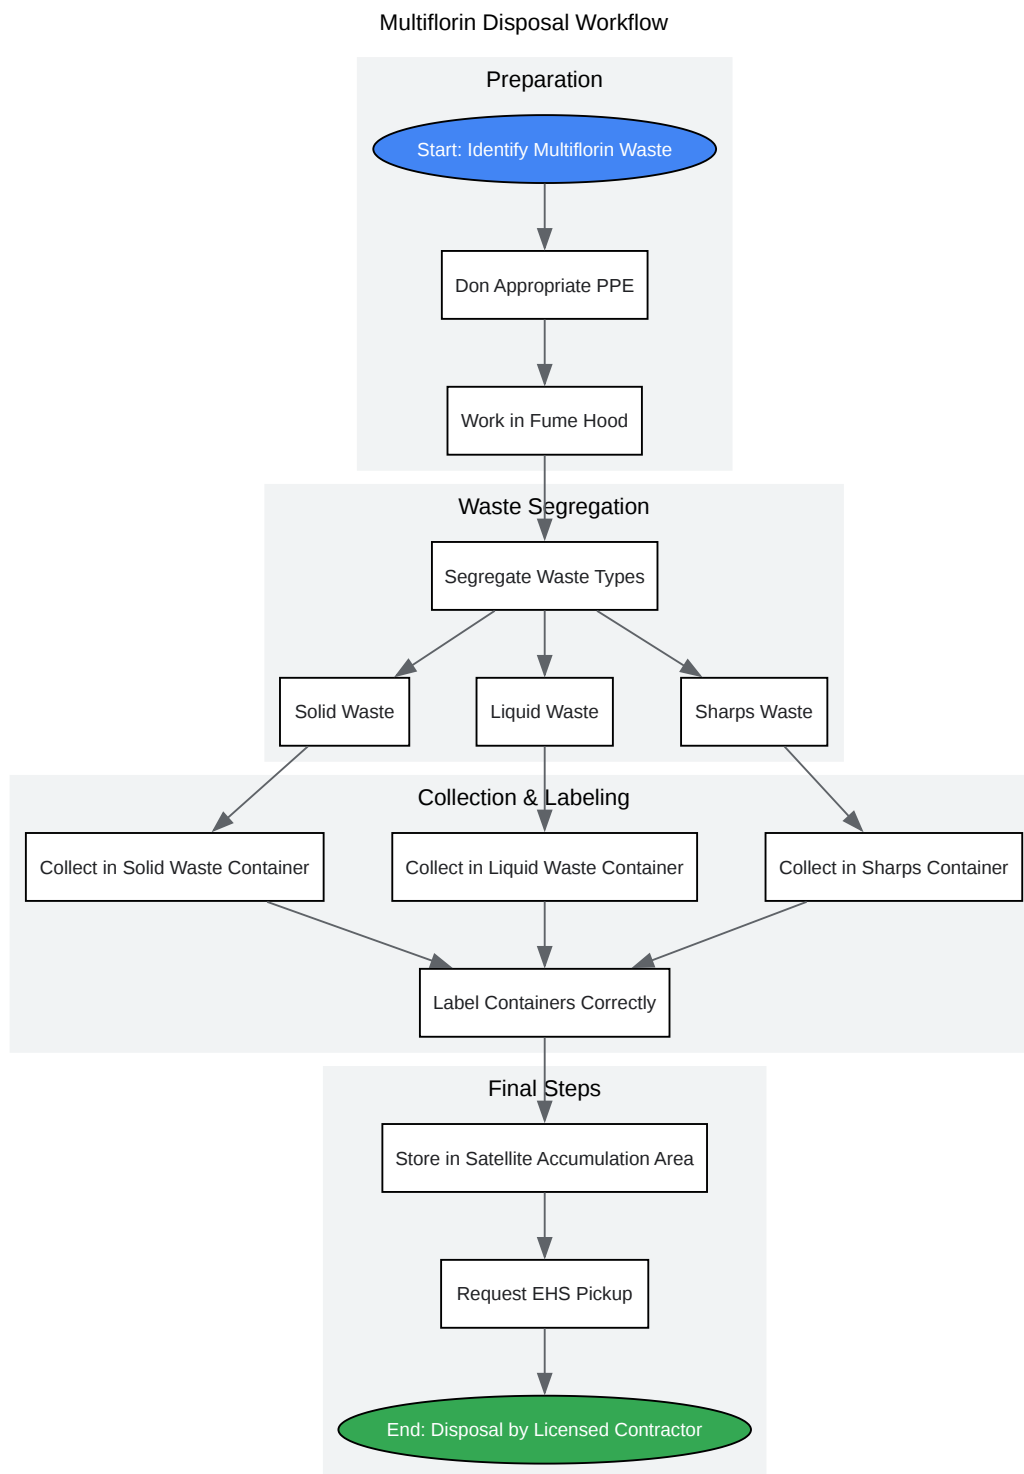 Multiflorin Disposal Workflow
Preparation
Start: Identify Multiflorin Waste
Don Appropriate PPE
Work in Fume Hood
Waste Segregation
Segregate Waste Types
Solid Waste
Liquid Waste
Sharps Waste
Collection & Labeling
Collect in Solid Waste Container
Collect in Liquid Waste Container
Collect in Sharps Container
Label Containers Correctly
Final Steps
Store in Satellite Accumulation Area
Request EHS Pickup
End: Disposal by Licensed Contractor